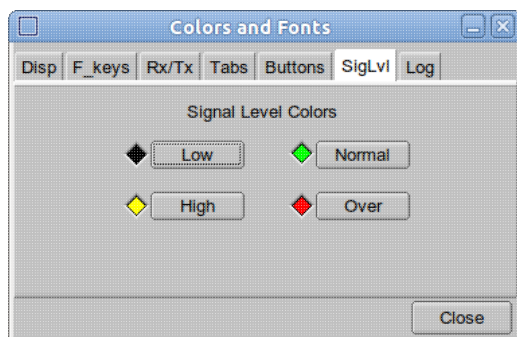 Colors and Fonts
Disp F_keys Rx/Tx Tabs Buttons SigLvl Log
Signal Level Colors
Low Normal
High Over
Close